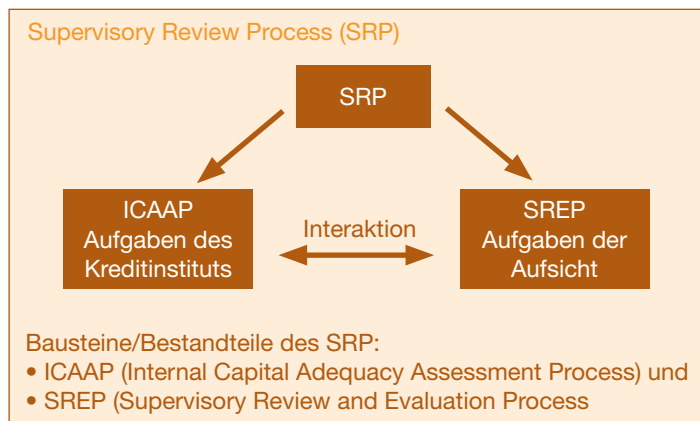 Supervisory Review Process (SRP)
SRP
ICAAP
Aufgaben des
Kreditinstituts
Interaktion
SREP
Aufgaben der
Aufsicht
Bausteine/Bestandteile des SRP:
• ICAAP (Internal Capital Adequacy Assessment Process) und
• SREP (Supervisory Review and Evaluation Process